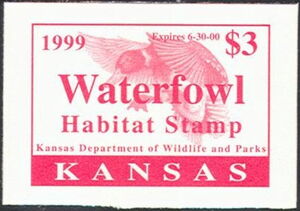 1999 Expires 6-30-00 $3
Waterfowl
Habitat Stamp
Kansas Department of Wildlife and Parks
KANSAS